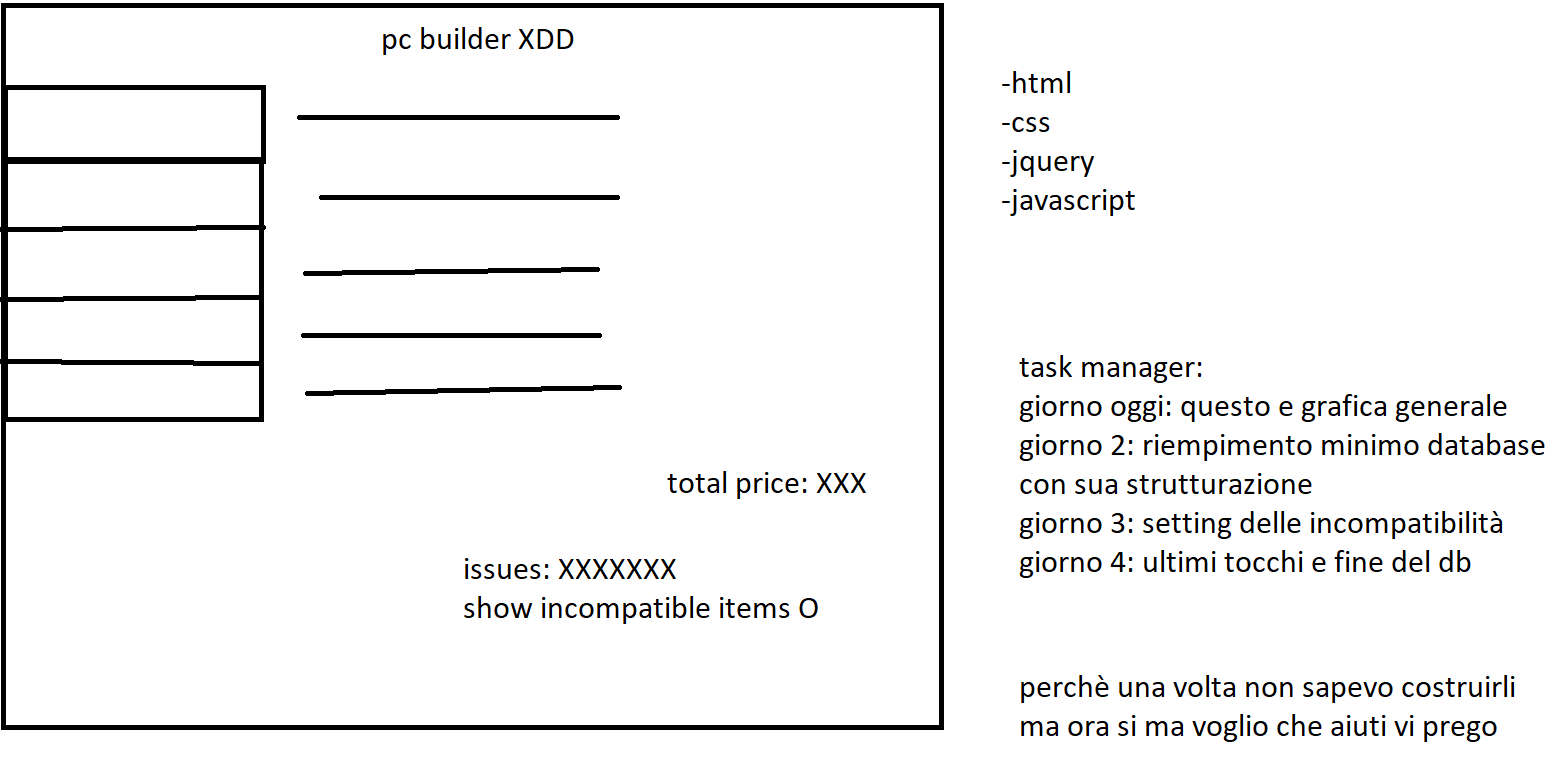 pc builder XDD
total price: XXX
issues: XXXXXXX
show incompatible items O
-html
-css
-jquery
-javascript
task manager:
giorno oggi: questo e grafica generale
giorno 2: riempimento minimo database
con sua strutturazione
giorno 3: setting delle incompatibilità
giorno 4: ultimi tocchi e fine del db
perchè una volta non sapevo costruirli
ma ora si ma voglio che aiuti vi prego